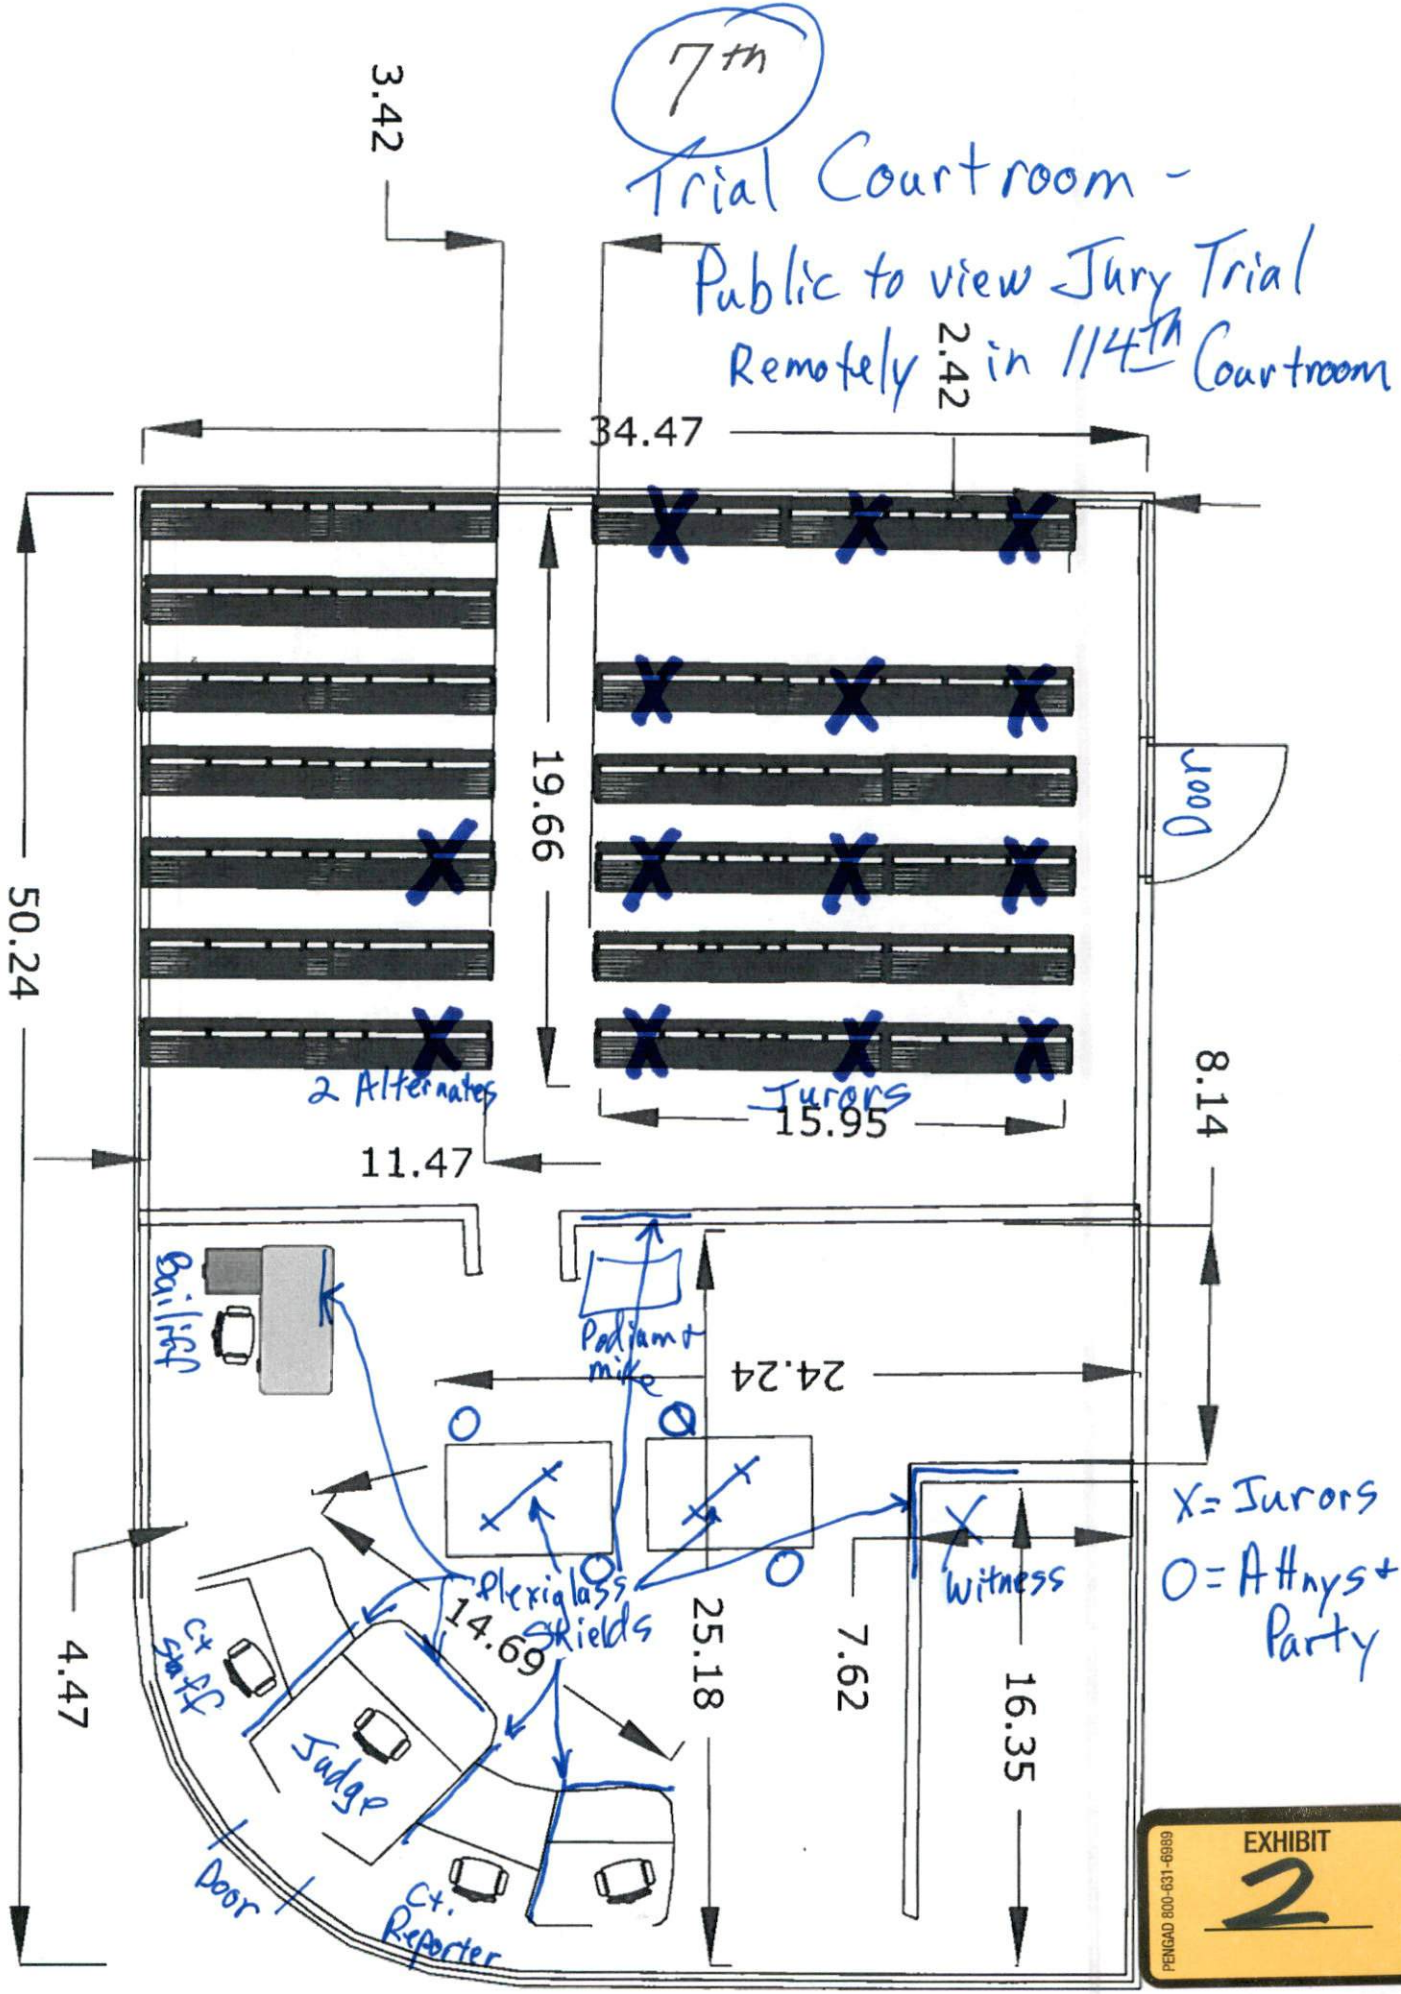 7th
Trial Courtroom -
Public to view Jury Trial
Remotely in 114th Courtroom
3.42
2.42
34.47
19.66
Door
50.24
2 Alternates
Jurors
15.95
11.47
8.14
Bailiff
Podium +
mike
24.24
X = Jurors
O = Attnys +
Party
Witness
Plexiglass
Shields
14.69
25.18
7.62
16.35
4.47
Ct
Staff
Judge
Door
Ct.
Reporter
EXHIBIT
2
PENGAD 800-631-6989